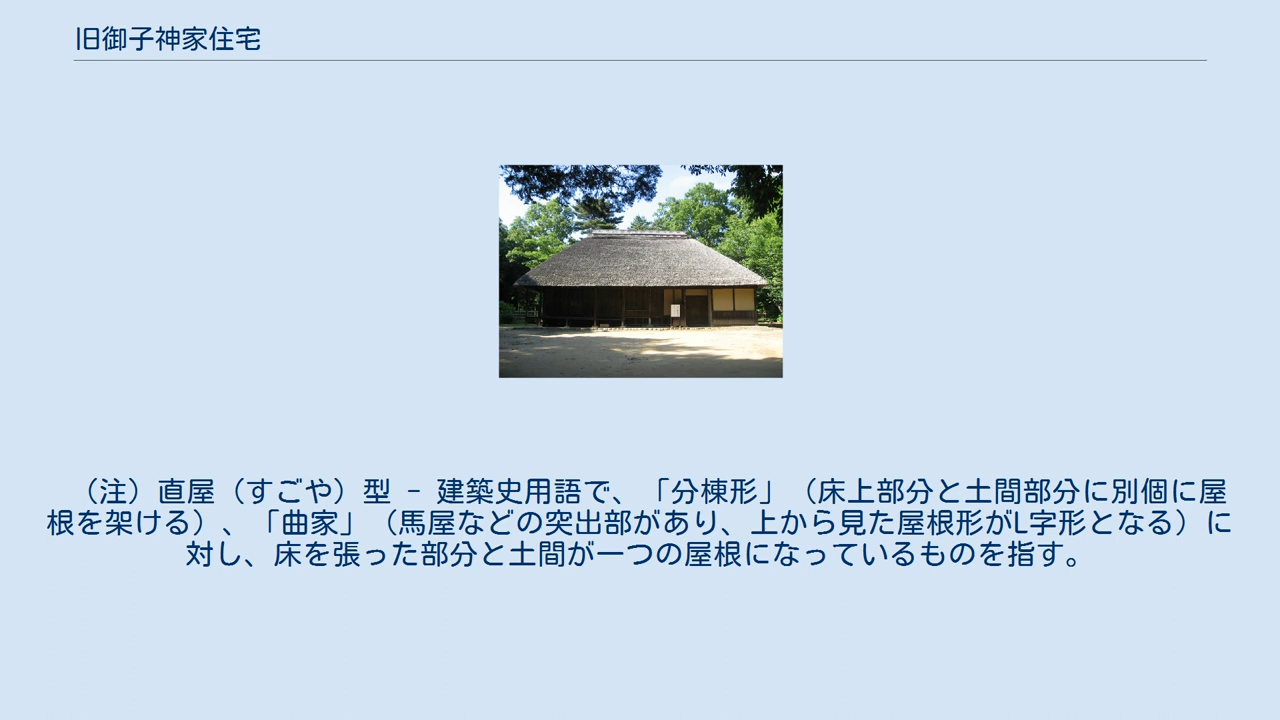 旧御子神家住宅
（注）直屋（すごや）型 － 建築史用語で、「分棟形」（床上部分と土間部分に別個に屋
根を架ける）、「曲家」（馬屋などの突出部があり、上から見た屋根形がL字形となる）に
対し、床を張った部分と土間が一つの屋根になっているものを指す。